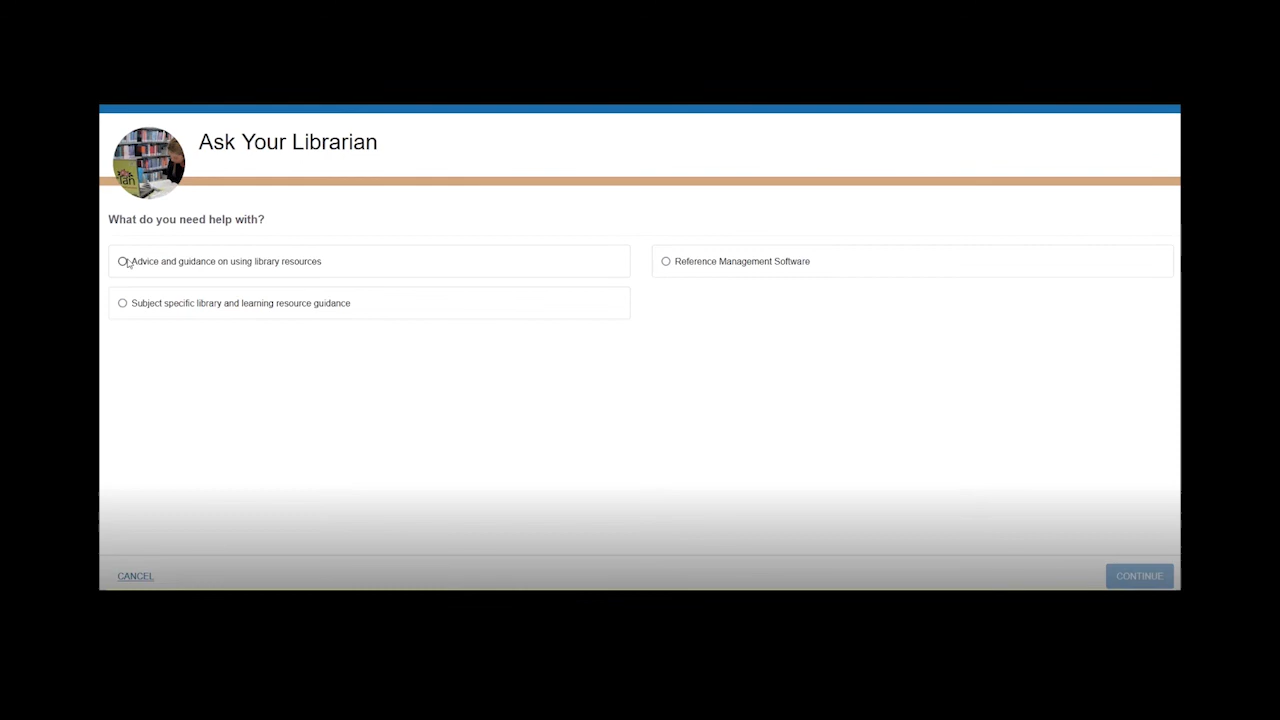 Ask Your Librarian
What do you need help with?
Advice and guidance on using library resources
Reference Management Software
Subject specific library and learning resource guidance
CANCEL
CONTINUE